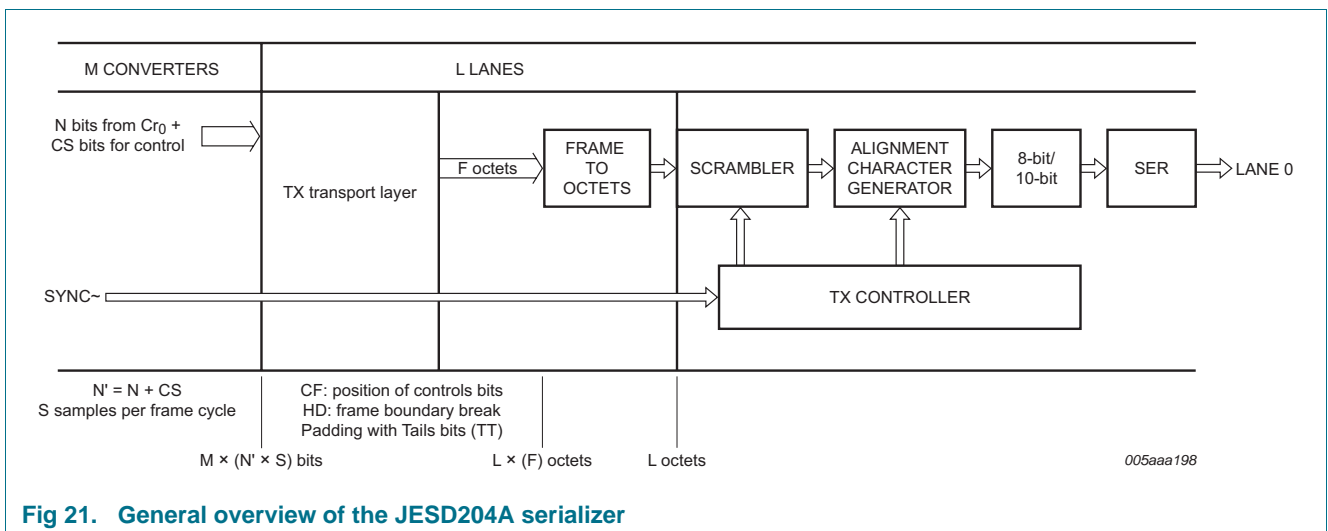 M CONVERTERS
L LANES
N bits from Cr0 +
CS bits for control
TX transport layer
F octets
FRAME
TO
OCTETS
SCRAMBLER
ALIGNMENT
CHARACTER
GENERATOR
8-bit/
10-bit
SER
LANE 0
SYNC~
TX CONTROLLER
N' = N + CS
S samples per frame cycle
CF: position of controls bits
HD: frame boundary break
Padding with Tails bits (TT)
M × (N' × S) bits
L × (F) octets
L octets
005aaa198
Fig 21. General overview of the JESD204A serializer